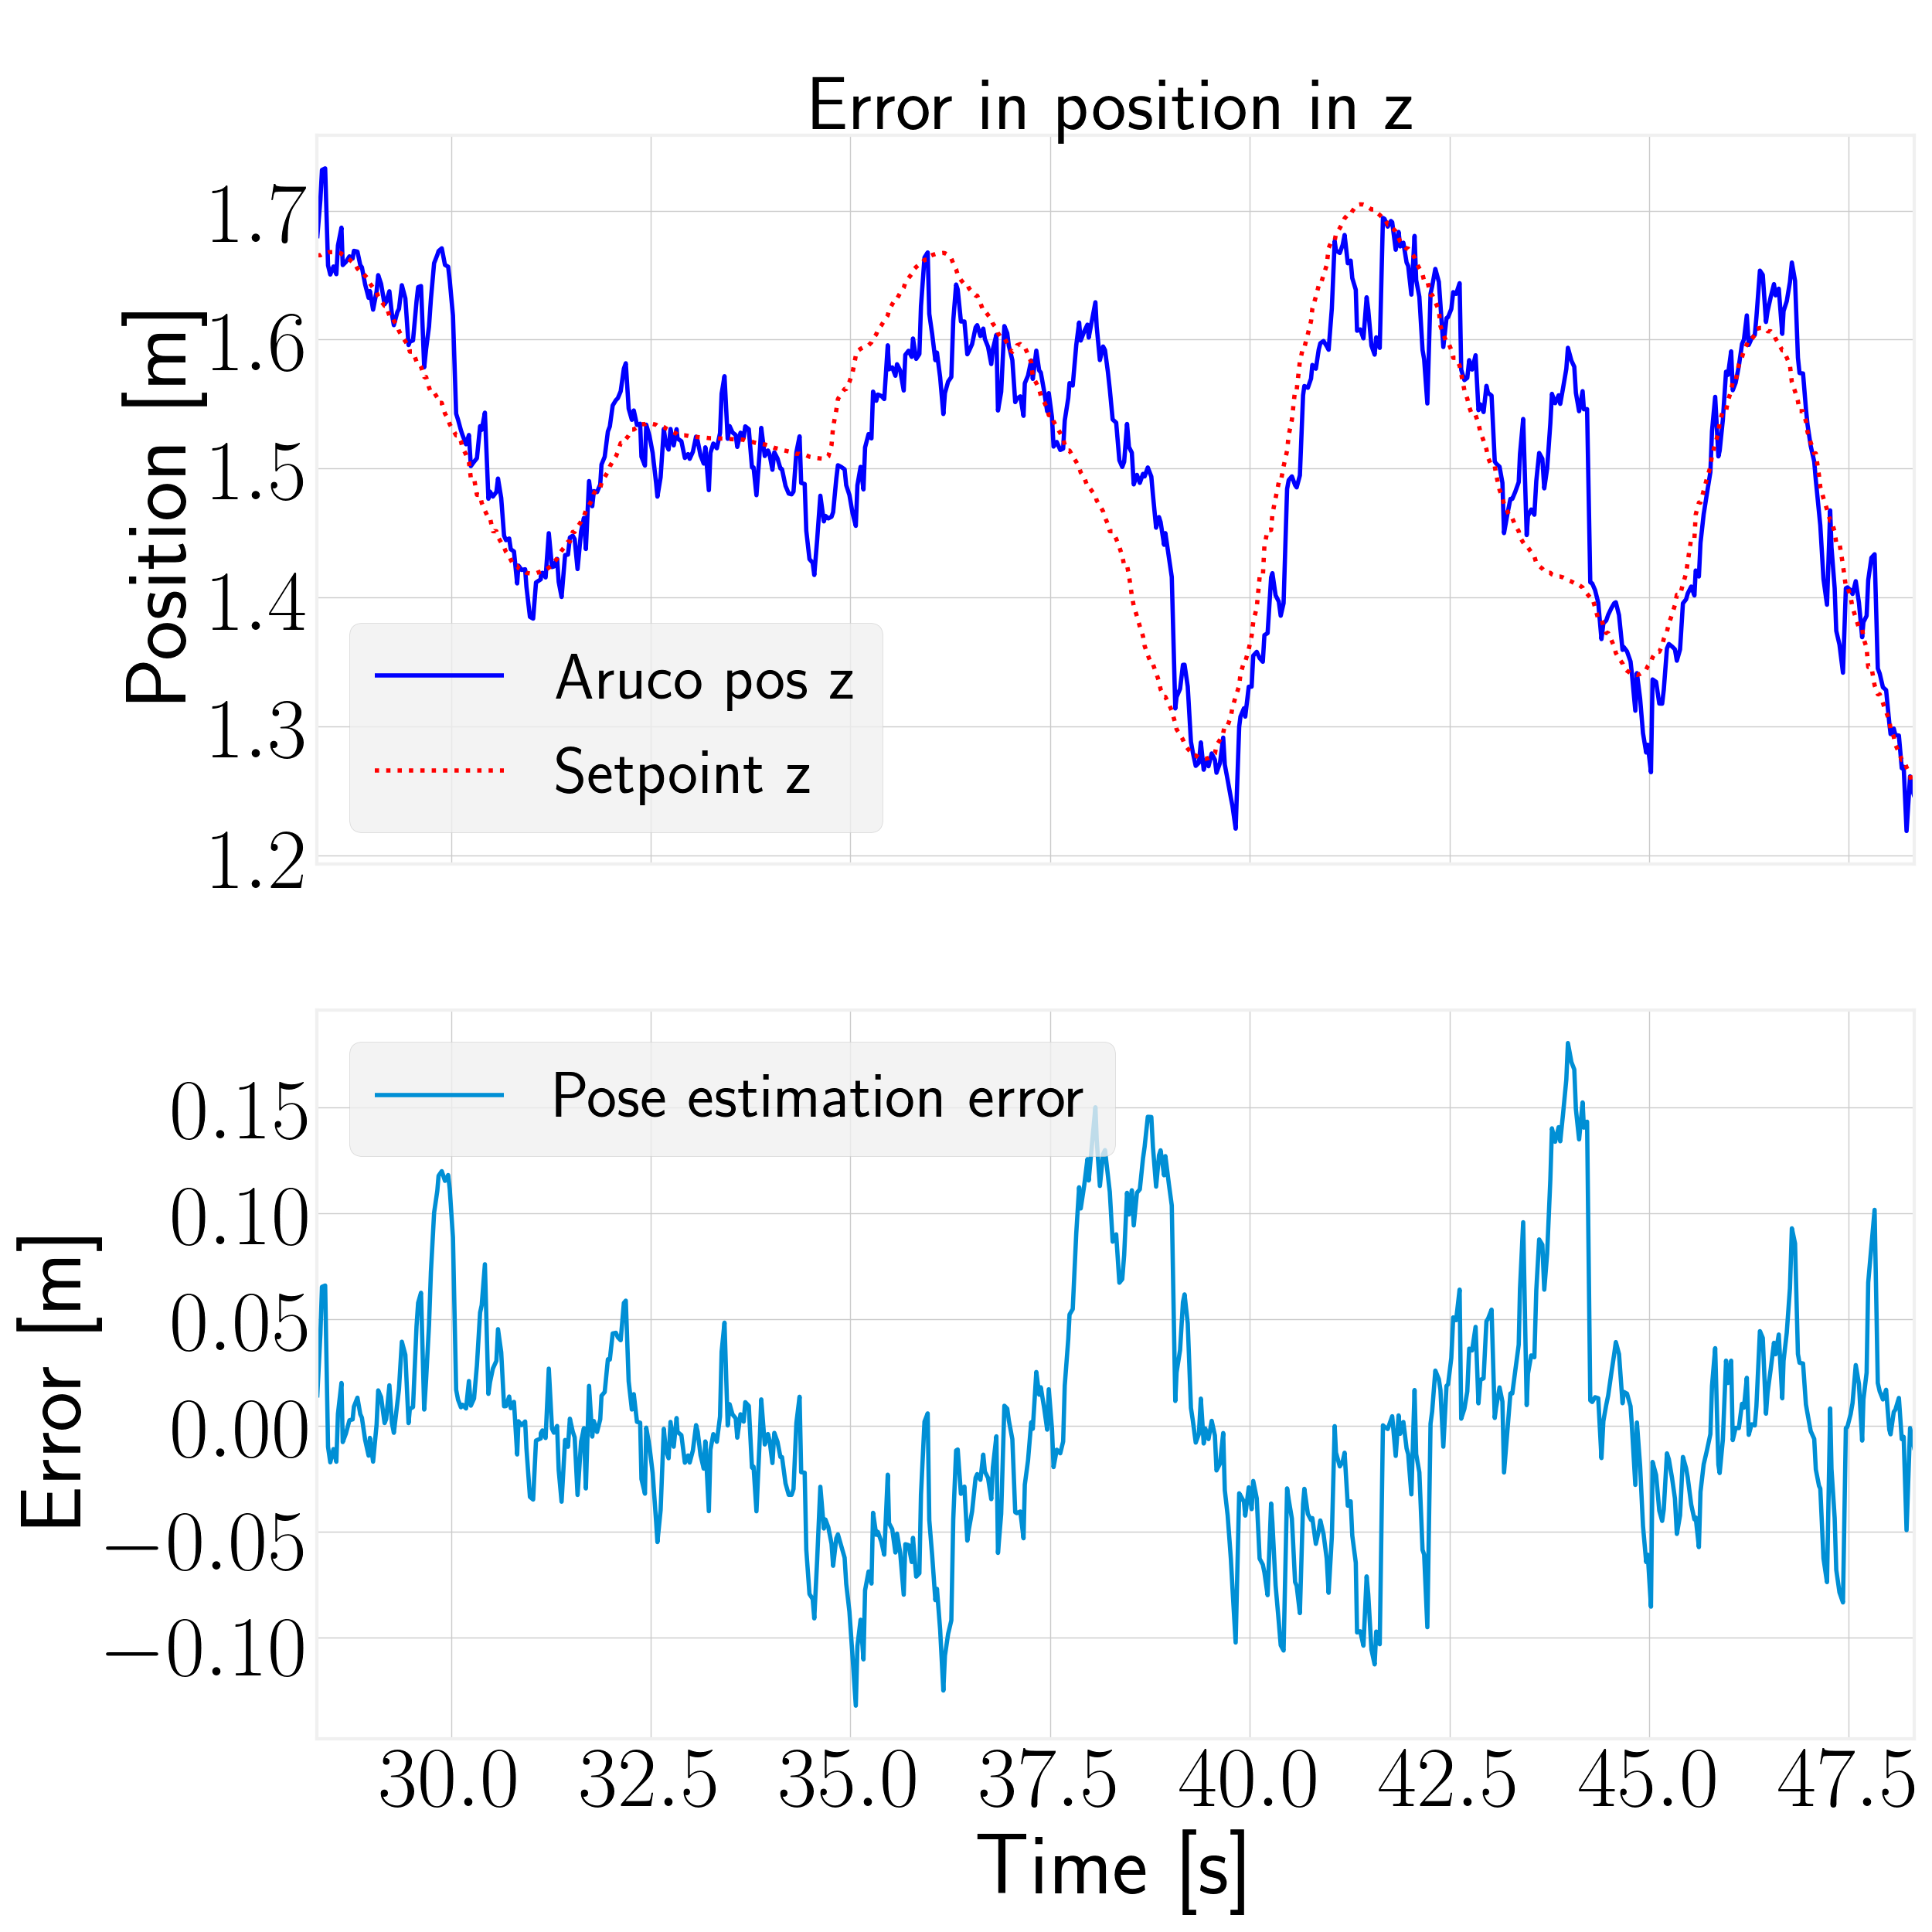 Error in position in z
Position [m]
1.7
1.6
1.5
1.4
1.3
1.2
Aruco pos z
Setpoint z
Error [m]
0.15
0.10
0.05
0.00
−0.05
−0.10
Pose estimation error
30.0 32.5 35.0 37.5 40.0 42.5 45.0 47.5
Time [s]